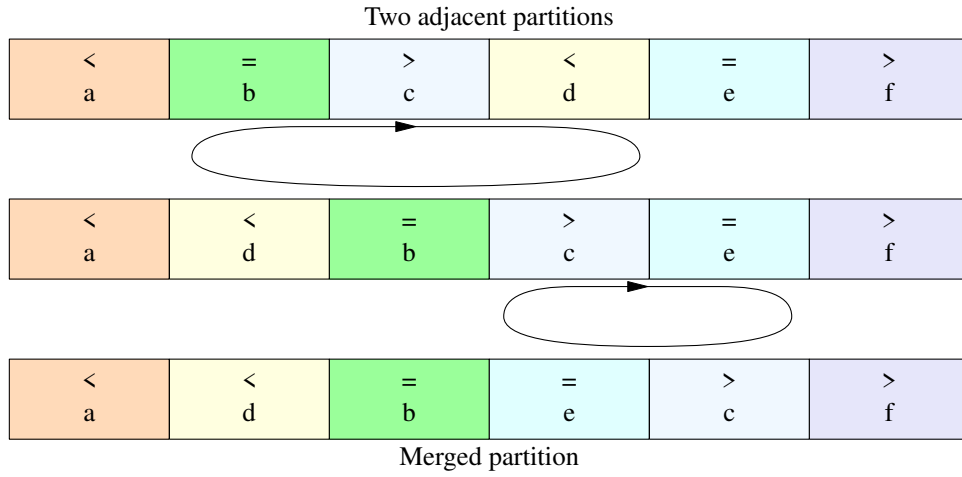 Two adjacent partitions
< = > < = >
a b c d e f
< < = > = >
a d b c e f
< < = = > >
a d b e c f
Merged partition